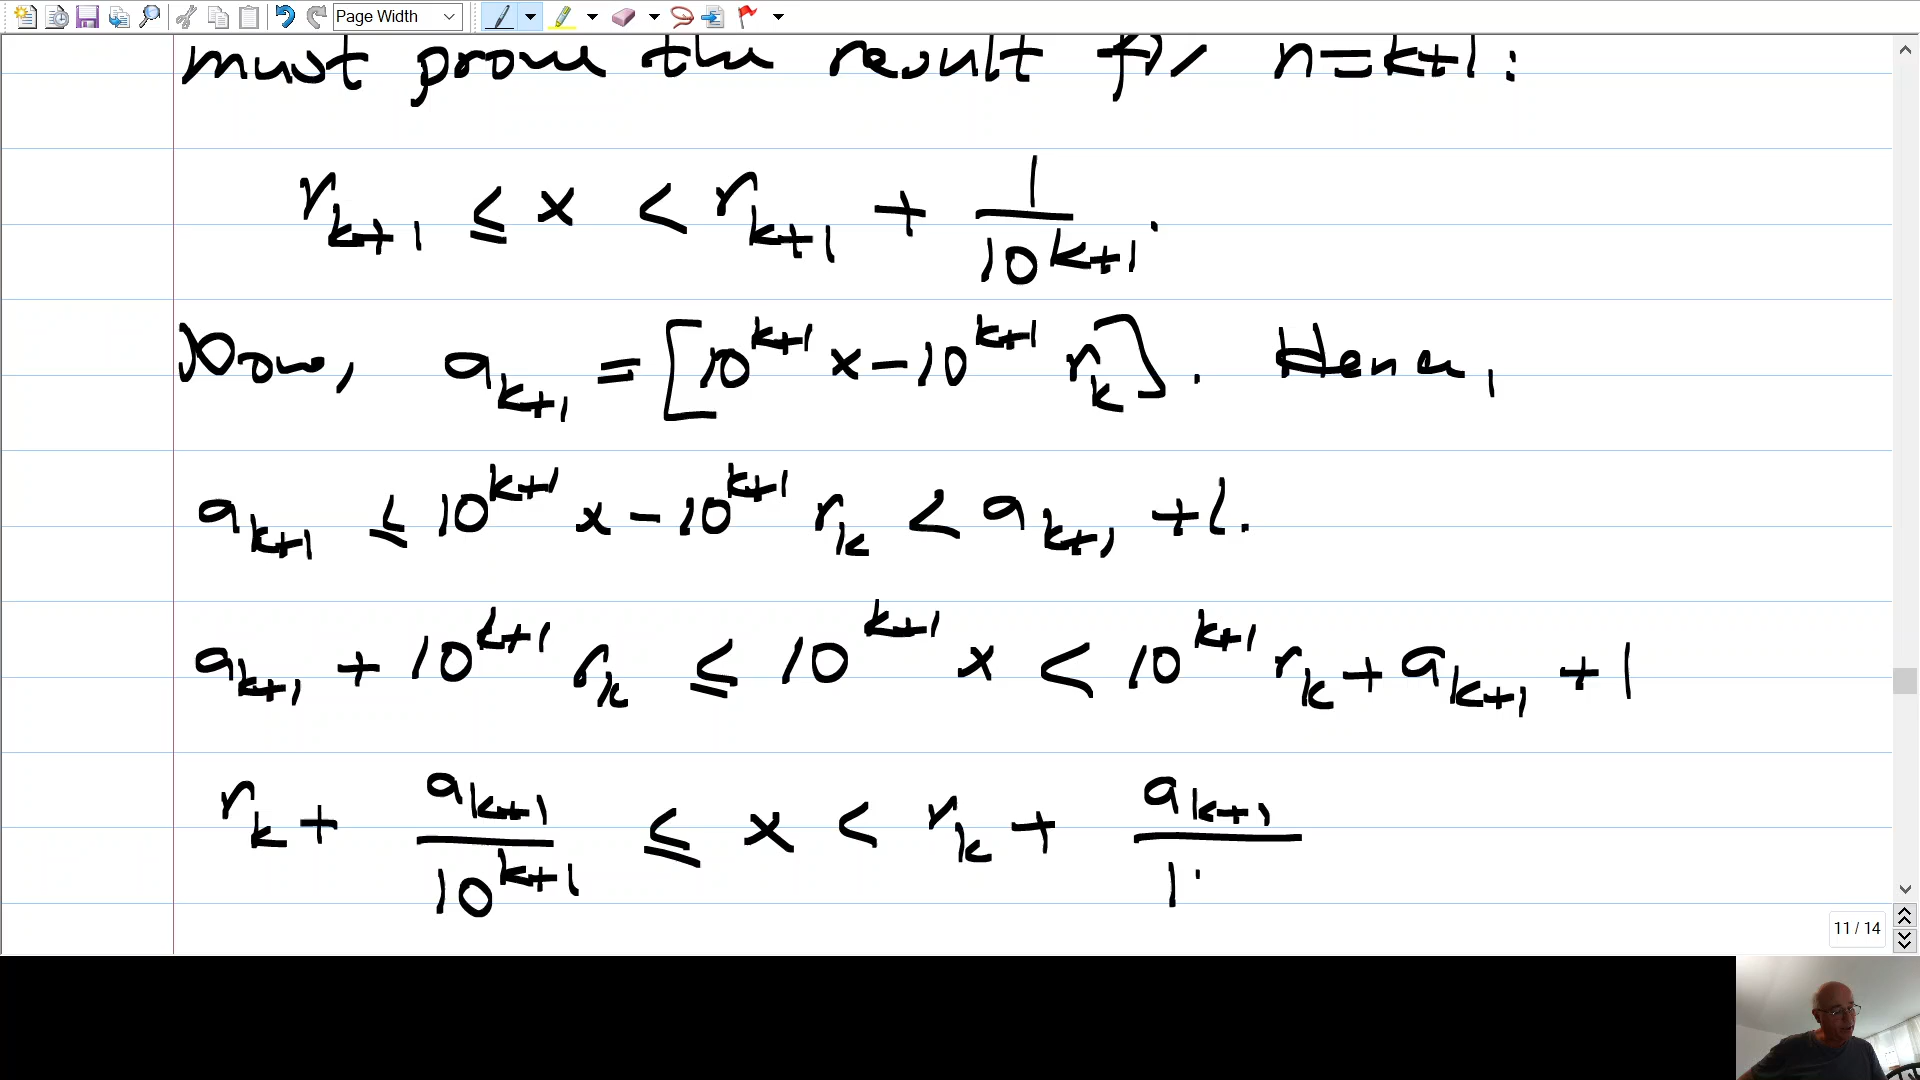 Page Width
must prove the result for n=k+1:
r_{k+1} ≤ x < r_{k+1} + 1/10^{k+1}.
Now, a_{k+1} = [10^{k+1} x - 10^{k+1} r_k]. Hence,
a_{k+1} ≤ 10^{k+1} x - 10^{k+1} r_k < a_{k+1} + 1.
a_{k+1} + 10^{k+1} r_k ≤ 10^{k+1} x < 10^{k+1} r_k + a_{k+1} + 1
r_k + a_{k+1}/10^{k+1} ≤ x < r_k + a_{k+1}/1
11 / 14